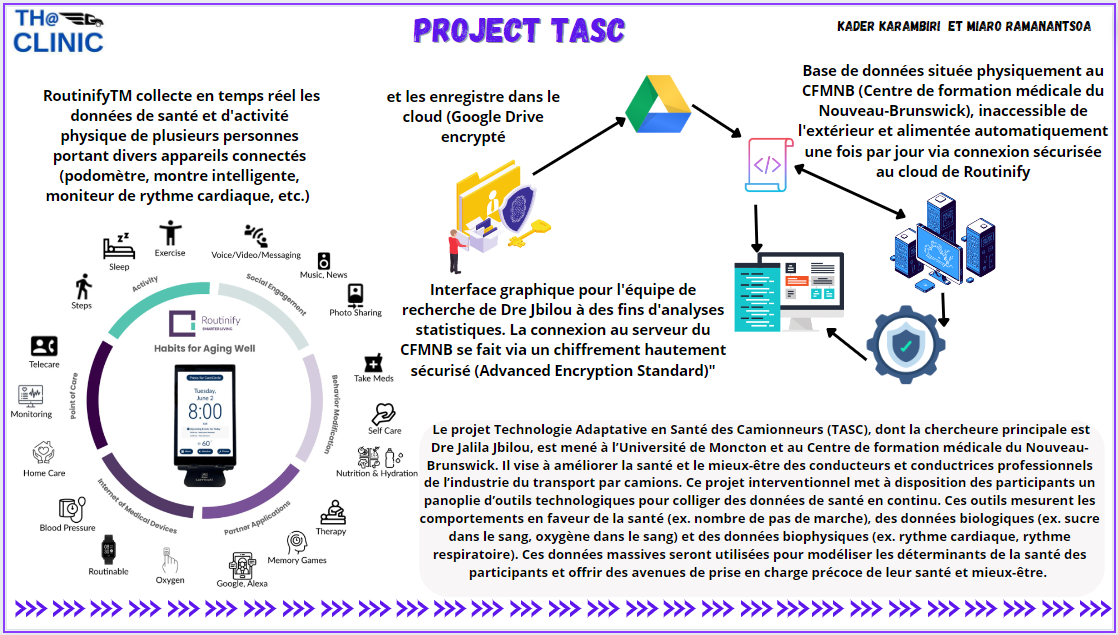 TH@
CLINIC
PROJECT TASC
KADER KARAMBIRI ET MIARO RAMANANTSOA
RoutinifyTM collecte en temps réel les
données de santé et d'activité
physique de plusieurs personnes
portant divers appareils connectés
(podomètre, montre intelligente,
moniteur de rythme cardiaque, etc.)
et les enregistre dans le
cloud (Google Drive
encrypté
Base de données située physiquement au
CFMNB (Centre de formation médicale du
Nouveau-Brunswick), inaccessible de
l'extérieur et alimentée automatiquement
une fois par jour via connexion sécurisée
au cloud de Routinify
</>
Interface graphique pour l'équipe de
recherche de Dre Jbilou à des fins d'analyses
statistiques. La connexion au serveur du
CFMNB se fait via un chiffrement hautement
sécurisé (Advanced Encryption Standard)"
Sleep
Exercise
Voice/Video/Messaging
Music, News
Photo Sharing
Steps
Activity
Social Engagement
Routinify
SMARTER LIVING
Habits for Aging Well
Telecare
Take Meds
Monitoring
Point of Care
Behavior Modification
Tuesday,
June 2
8:00
60°
Self Care
Home Care
Nutrition & Hydration
Internet of Medical Devices
Partner Applications
Blood Pressure
Therapy
Routinable
Oxygen
Google, Alexa
Memory Games
Le projet Technologie Adaptative en Santé des Camionneurs (TASC), dont la chercheure principale est
Dre Jalila Jbilou, est mené à l'Université de Moncton et au Centre de formation médicale du Nouveau-
Brunswick. Il vise à améliorer la santé et le mieux-être des conducteurs et conductrices professionnels
de l'industrie du transport par camions. Ce projet interventionnel met à disposition des participants un
panoplie d'outils technologiques pour colliger des données de santé en continu. Ces outils mesurent les
comportements en faveur de la santé (ex. nombre de pas de marche), des données biologiques (ex. sucre
dans le sang, oxygène dans le sang) et des données biophysiques (ex. rythme cardiaque, rythme
respiratoire). Ces données massives seront utilisées pour modéliser les déterminants de la santé des
participants et offrir des avenues de prise en charge précoce de leur santé et mieux-être.